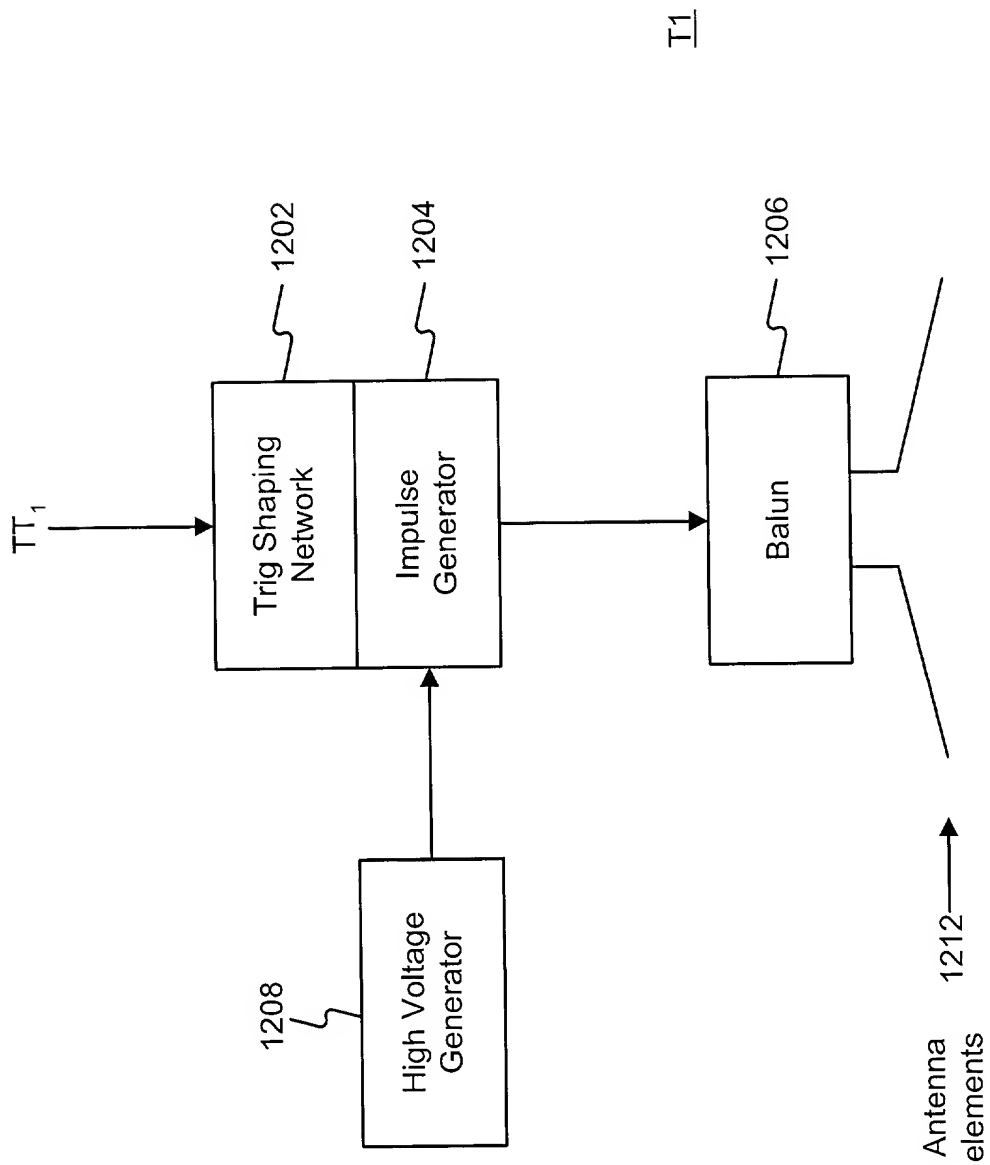 TT1
Trig Shaping
Network
1202
Impulse
Generator
1204
T1
1208
High Voltage
Generator
Balun
1206
Antenna
elements
1212